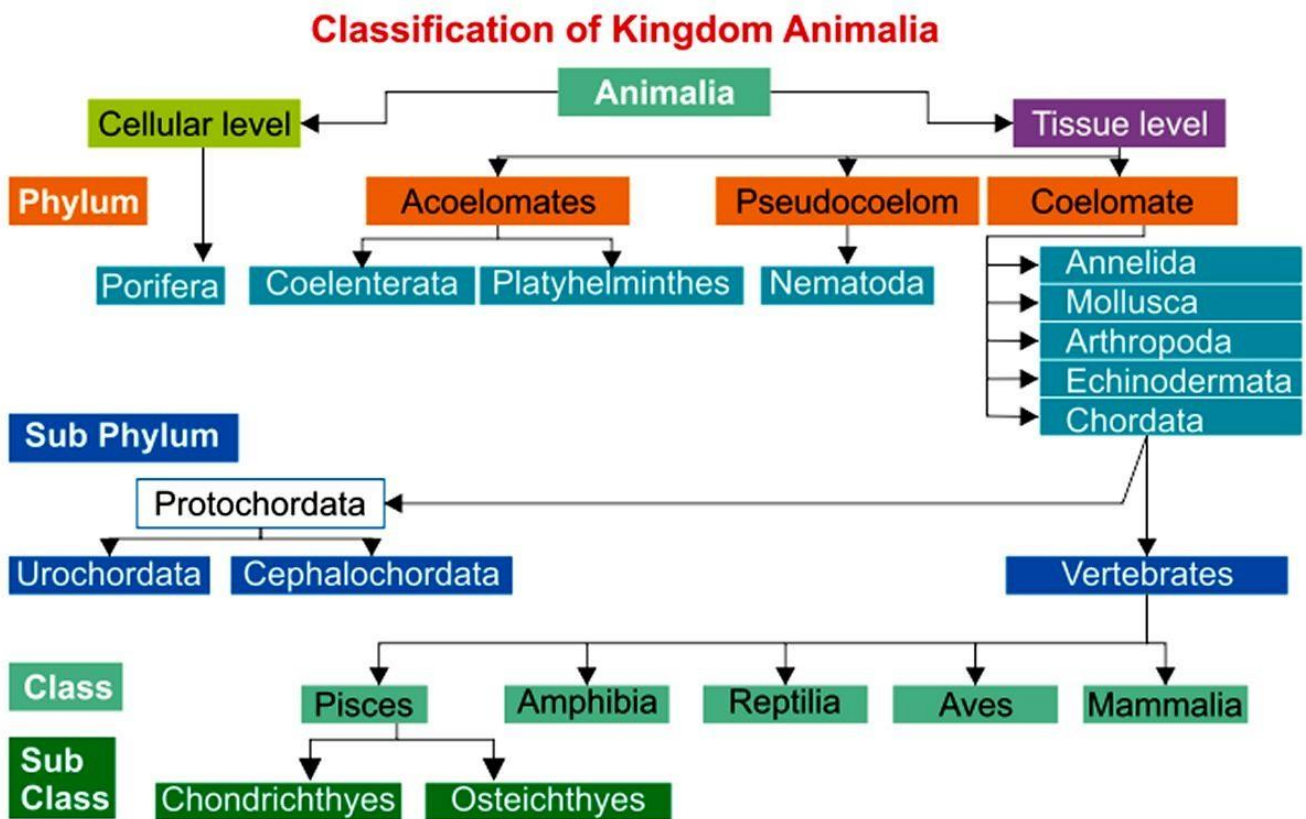 Classification of Kingdom Animalia
Animalia
Cellular level
Tissue level
Phylum
Acoelomates
Pseudocoelom
Coelomate
Porifera
Coelenterata
Platyhelminthes
Nematoda
Annelida
Mollusca
Arthropoda
Echinodermata
Chordata
Sub Phylum
Protochordata
Urochordata
Cephalochordata
Vertebrates
Class
Pisces
Amphibia
Reptilia
Aves
Mammalia
Sub
Class
Chondrichthyes
Osteichthyes